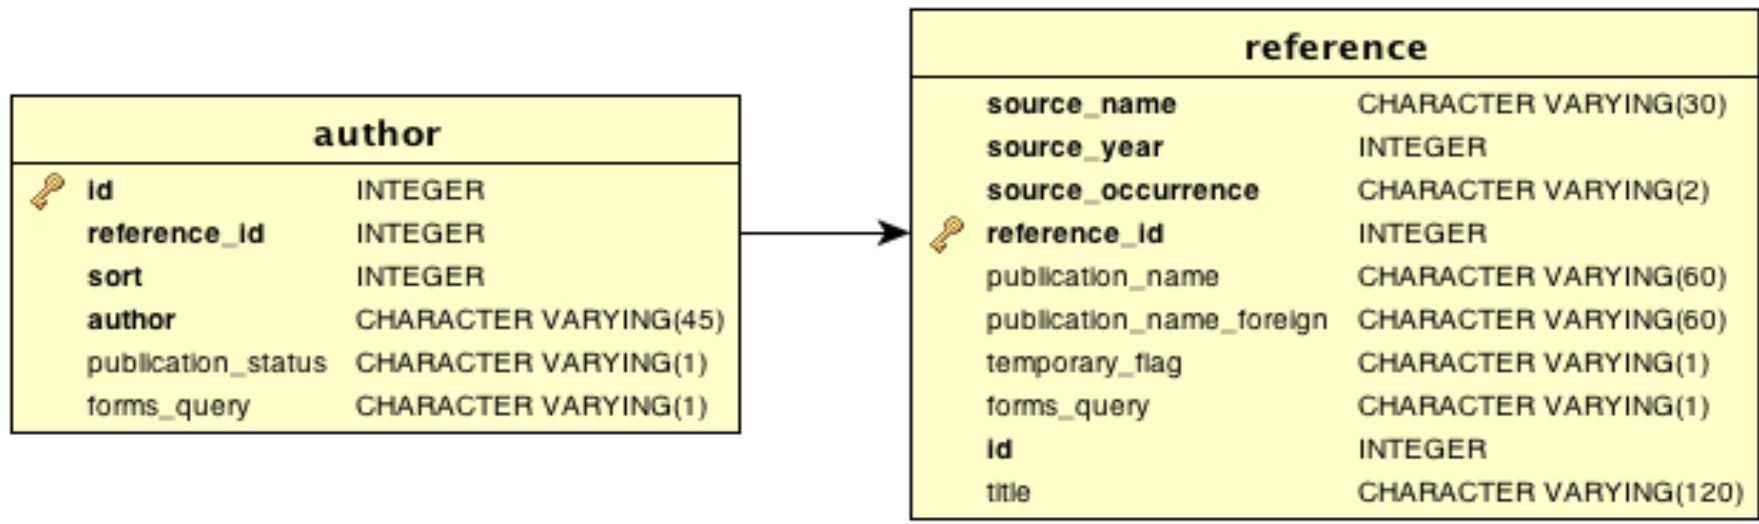 author
id INTEGER
reference_id INTEGER
sort INTEGER
author CHARACTER VARYING(45)
publication_status CHARACTER VARYING(1)
forms_query CHARACTER VARYING(1)
reference
source_name CHARACTER VARYING(30)
source_year INTEGER
source_occurrence CHARACTER VARYING(2)
reference_id INTEGER
publication_name CHARACTER VARYING(60)
publication_name_foreign CHARACTER VARYING(60)
temporary_flag CHARACTER VARYING(1)
forms_query CHARACTER VARYING(1)
id INTEGER
title CHARACTER VARYING(120)